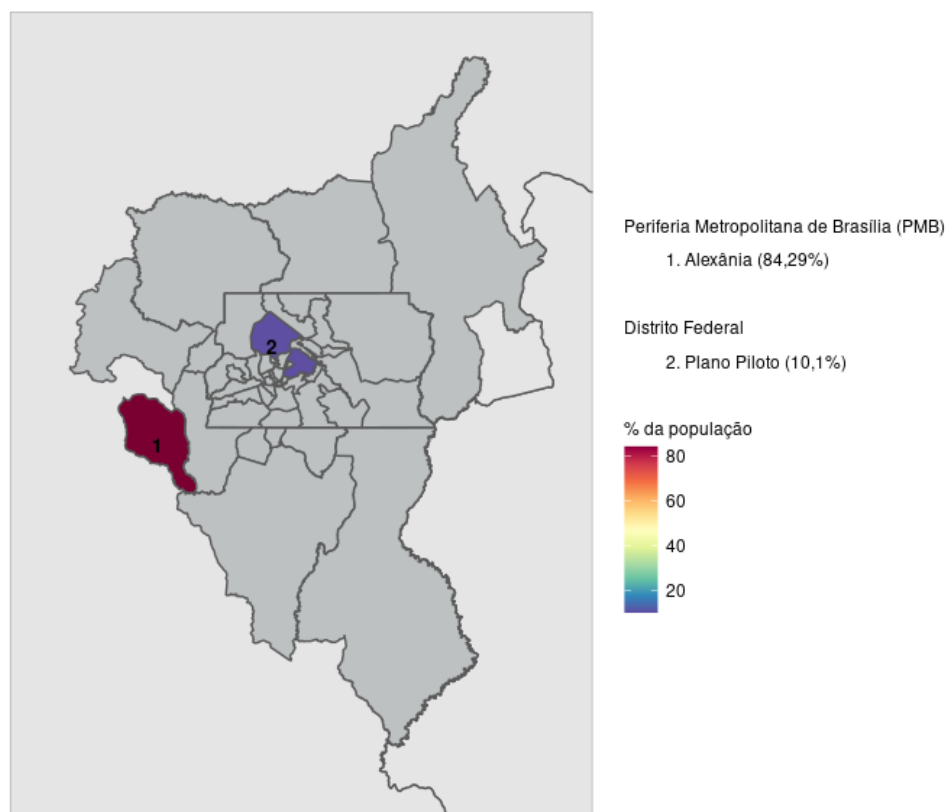 Periferia Metropolitana de Brasília (PMB)
1. Alexânia (84,29%)
Distrito Federal
2. Plano Piloto (10,1%)
% da população
80
60
40
20
2
1